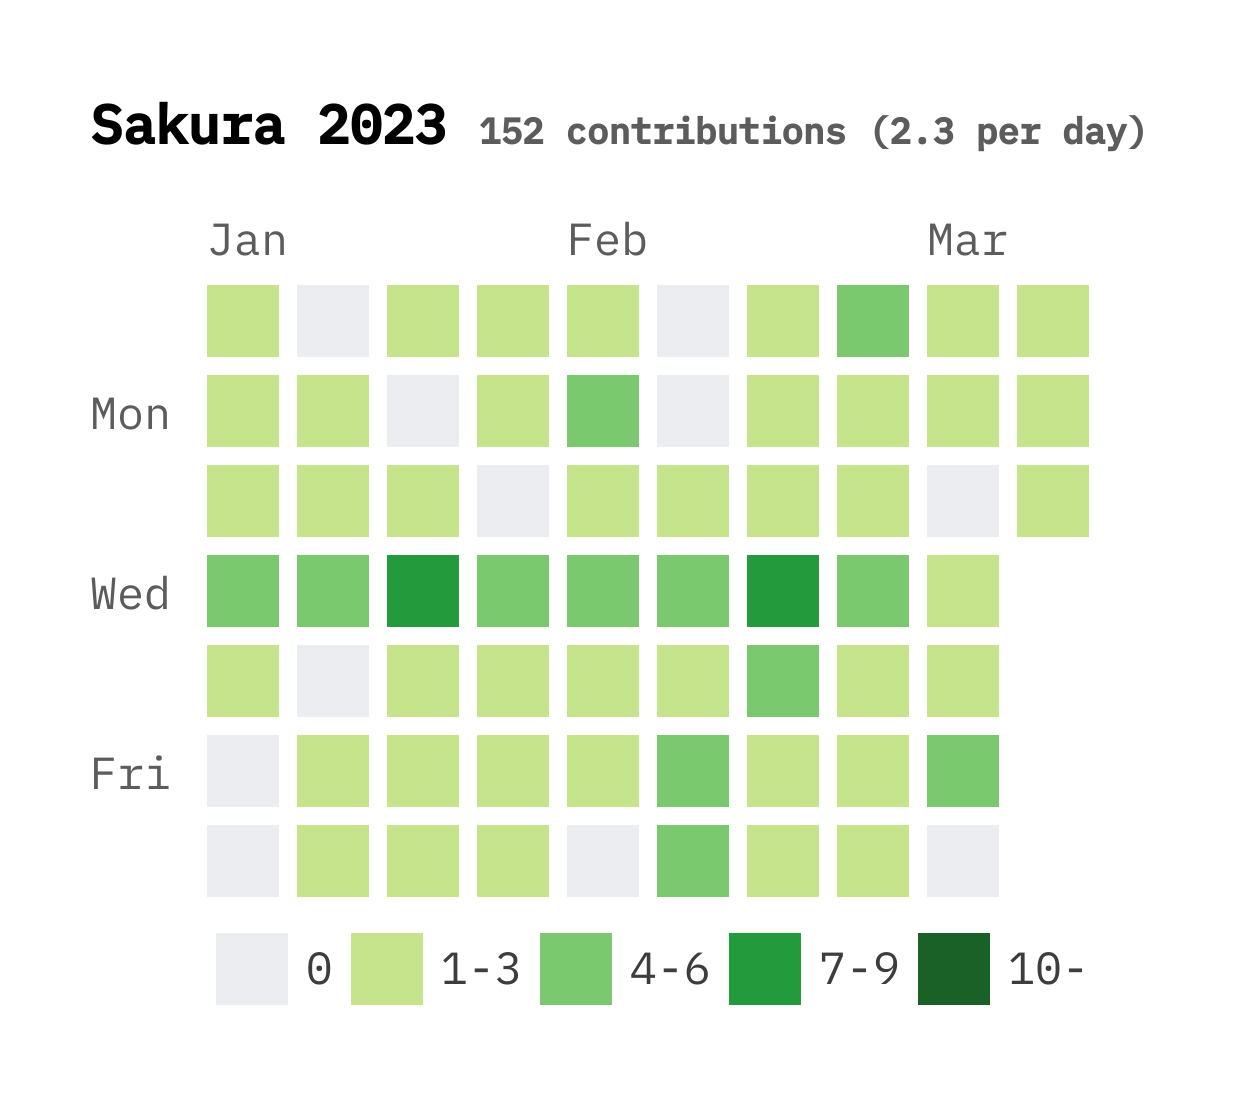 Sakura 2023 152 contributions (2.3 per day)
Jan Feb Mar
Mon
Wed
Fri
0 1-3 4-6 7-9 10-